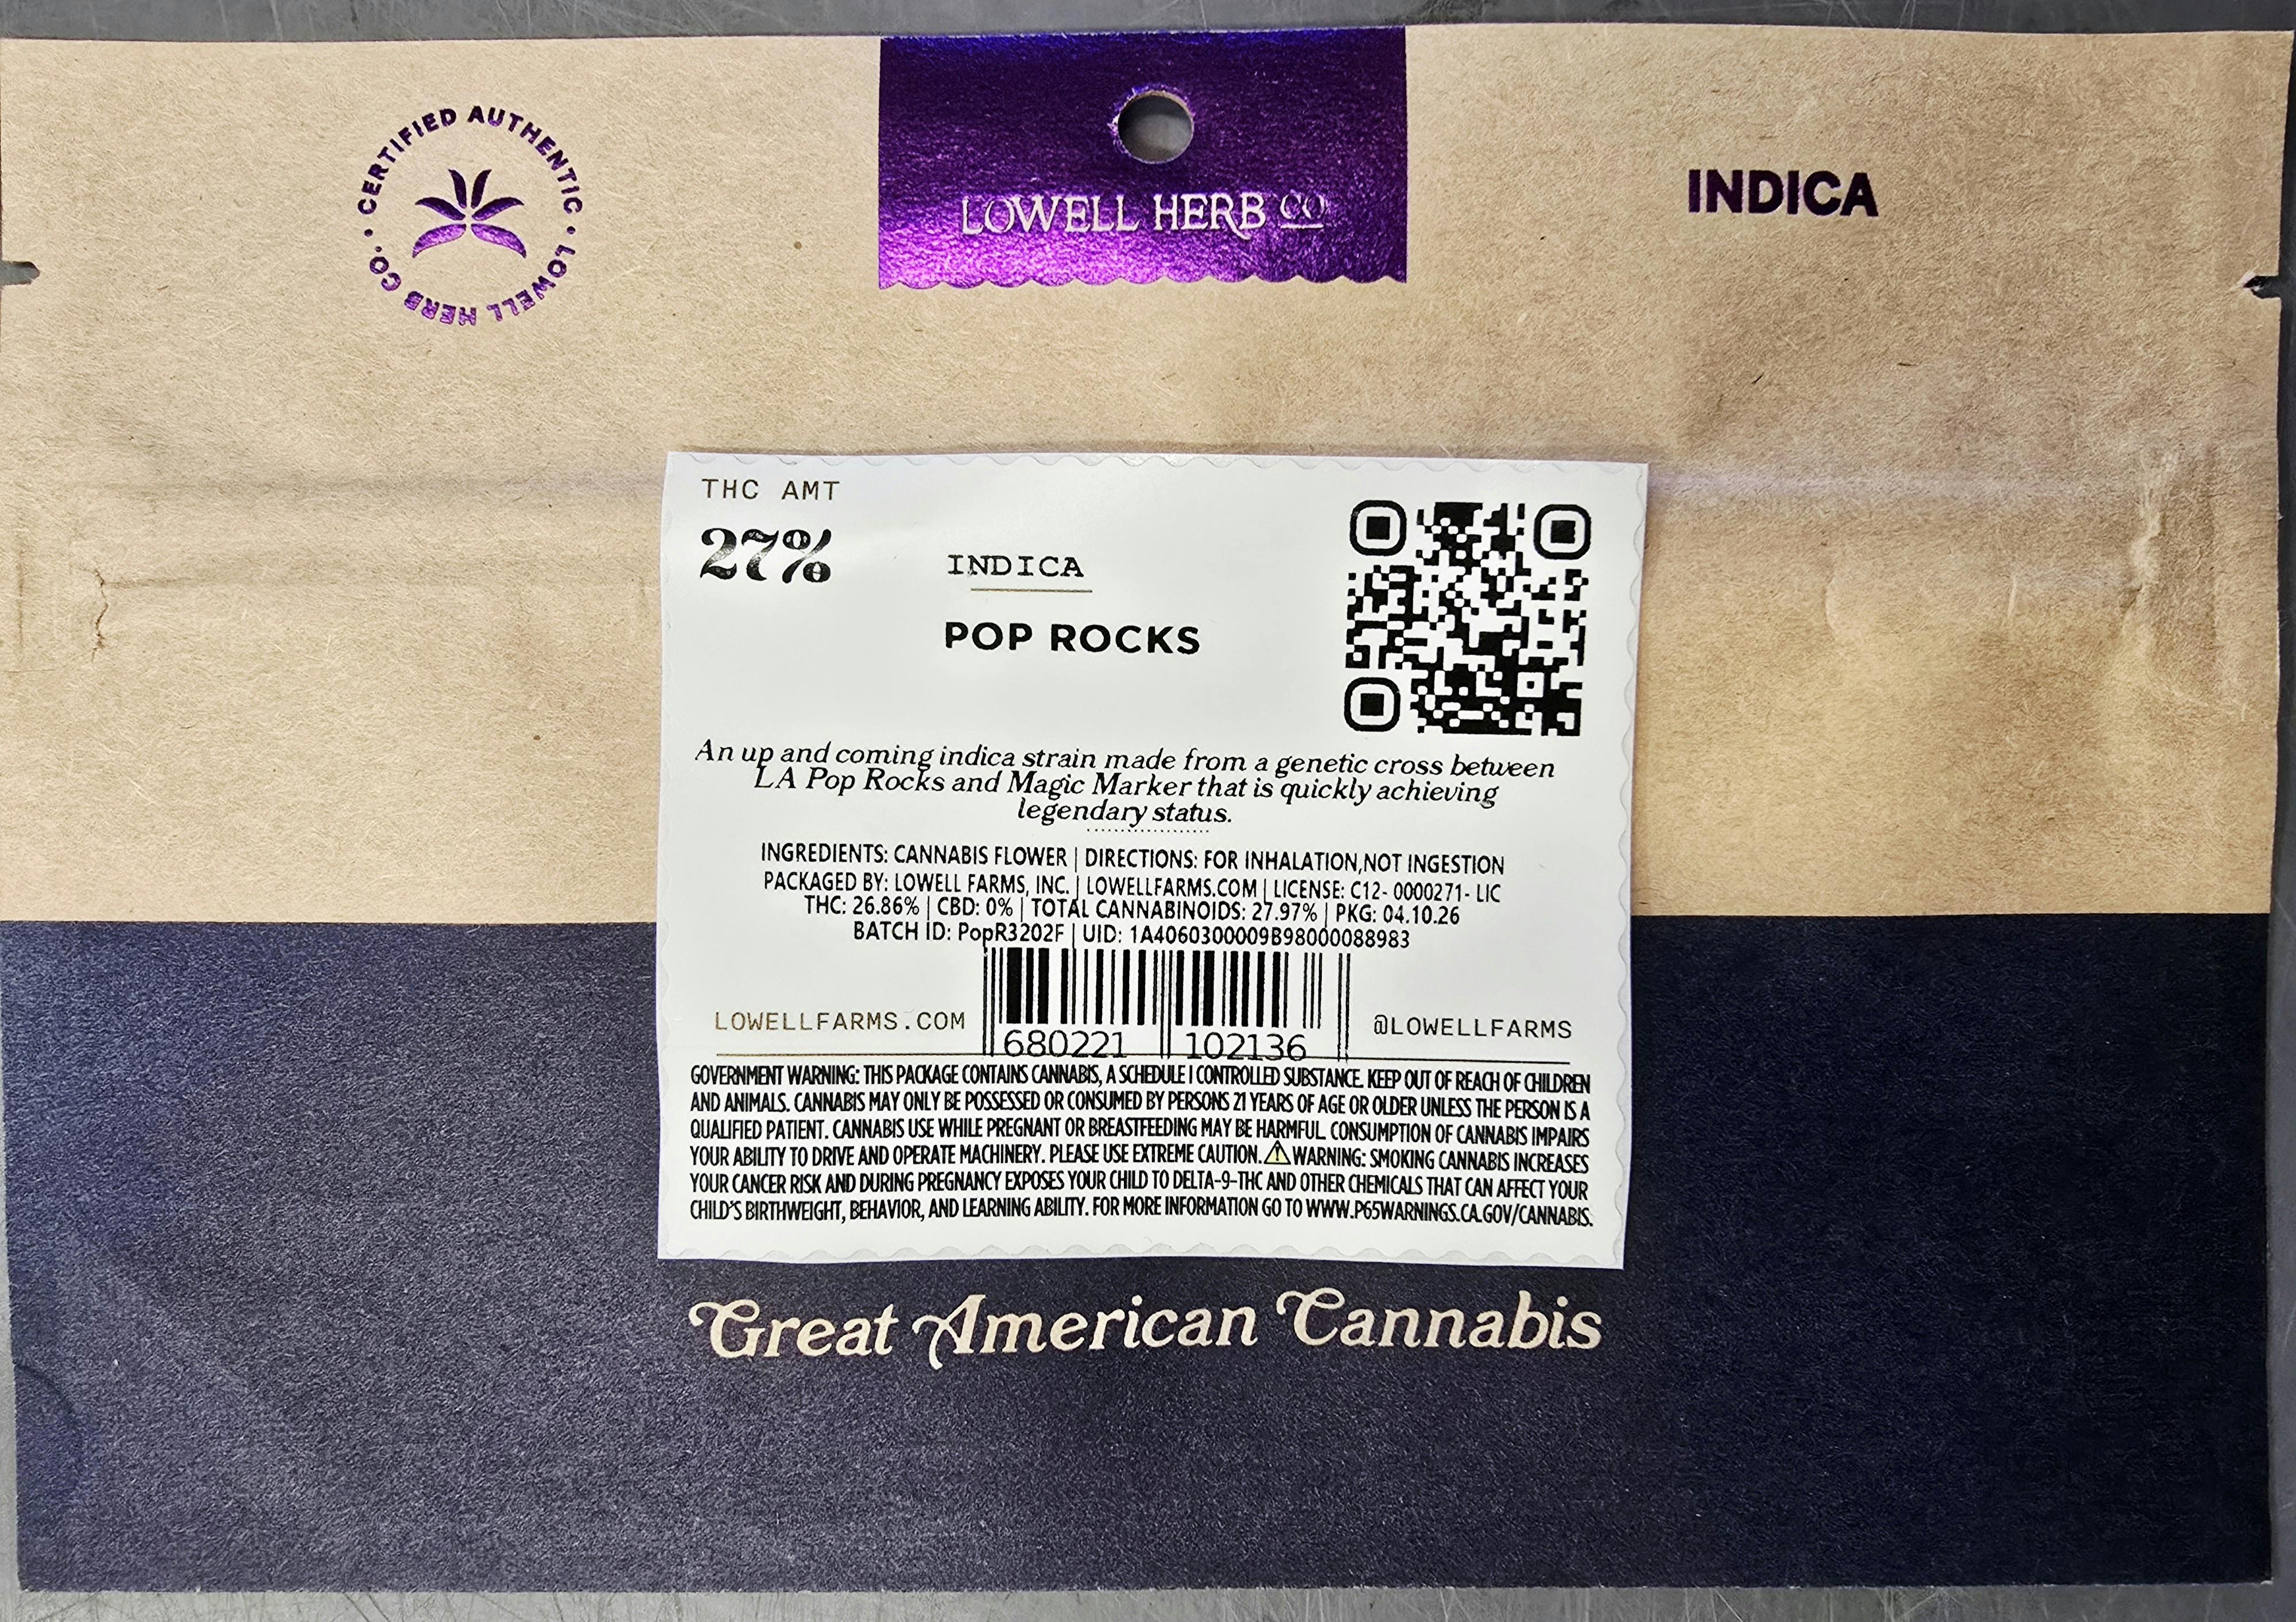 CERTIFIED AUTHENTIC • LOWELL HERB CO. •
LOWELL HERB CO
INDICA
THC AMT
27%
INDICA
POP ROCKS
An up and coming indica strain made from a genetic cross between
LA Pop Rocks and Magic Marker that is quickly achieving
legendary status.
INGREDIENTS: CANNABIS FLOWER | DIRECTIONS: FOR INHALATION,NOT INGESTION
PACKAGED BY: LOWELL FARMS, INC. | LOWELLFARMS.COM | LICENSE: C12- 0000271- LIC
THC: 26.86% | CBD: 0% | TOTAL CANNABINOIDS: 27.97% | PKG: 04.10.26
BATCH ID: PopR3202F | UID: 1A4060300009B98000088983
LOWELLFARMS.COM
680221 102136
@LOWELLFARMS
GOVERNMENT WARNING: THIS PACKAGE CONTAINS CANNABIS, A SCHEDULE I CONTROLLED SUBSTANCE. KEEP OUT OF REACH OF CHILDREN
AND ANIMALS. CANNABIS MAY ONLY BE POSSESSED OR CONSUMED BY PERSONS 21 YEARS OF AGE OR OLDER UNLESS THE PERSON IS A
QUALIFIED PATIENT. CANNABIS USE WHILE PREGNANT OR BREASTFEEDING MAY BE HARMFUL. CONSUMPTION OF CANNABIS IMPAIRS
YOUR ABILITY TO DRIVE AND OPERATE MACHINERY. PLEASE USE EXTREME CAUTION. ⚠ WARNING: SMOKING CANNABIS INCREASES
YOUR CANCER RISK AND DURING PREGNANCY EXPOSES YOUR CHILD TO DELTA-9-THC AND OTHER CHEMICALS THAT CAN AFFECT YOUR
CHILD'S BIRTHWEIGHT, BEHAVIOR, AND LEARNING ABILITY. FOR MORE INFORMATION GO TO WWW.P65WARNINGS.CA.GOV/CANNABIS.
Great American Cannabis